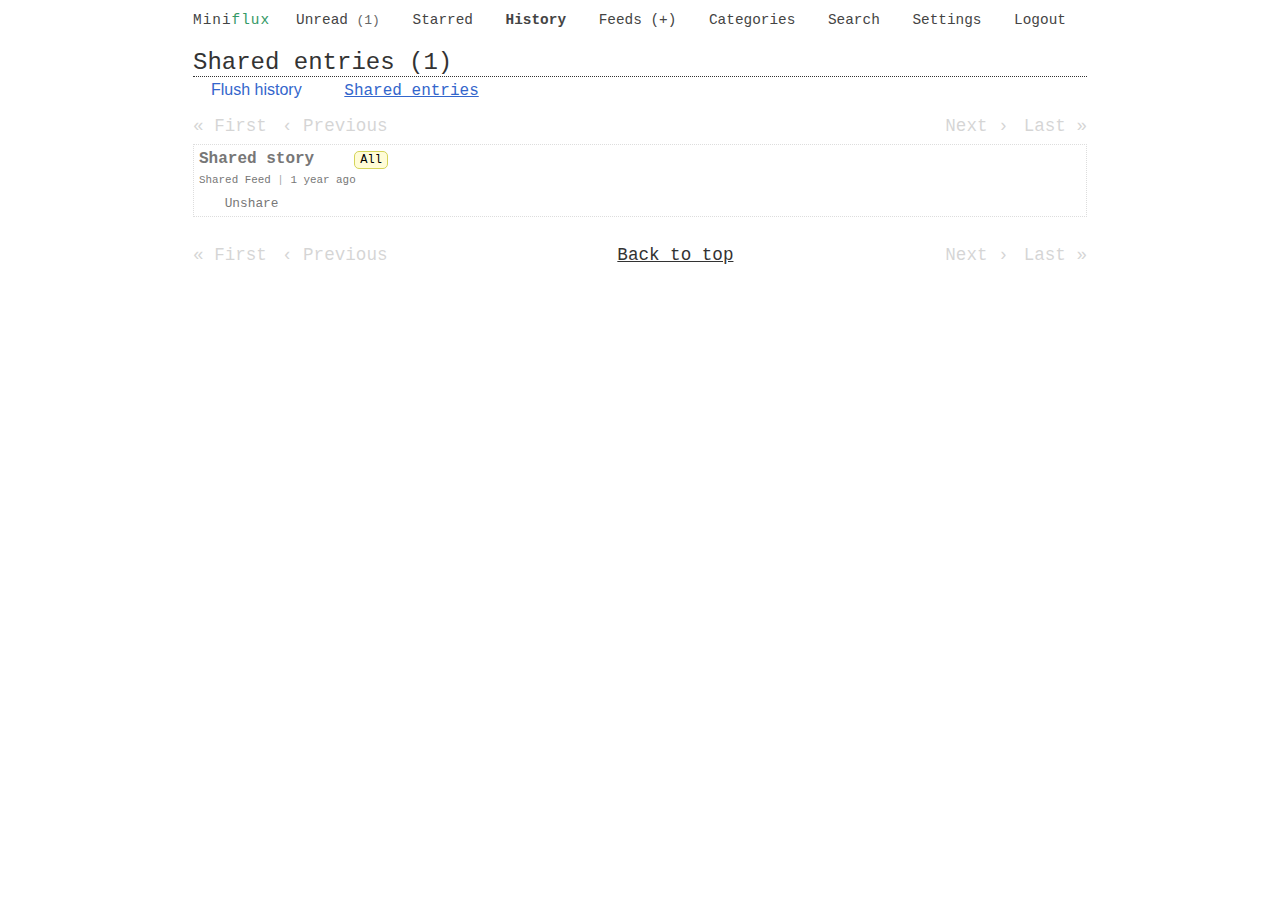 Miniflux Unread (1) Starred History Feeds (+) Categories Search Settings Logout
Shared entries (1)
Flush history Shared entries
« First ‹ Previous Next › Last »
Shared story All
Shared Feed | 1 year ago
Unshare
« First ‹ Previous Back to top Next › Last »